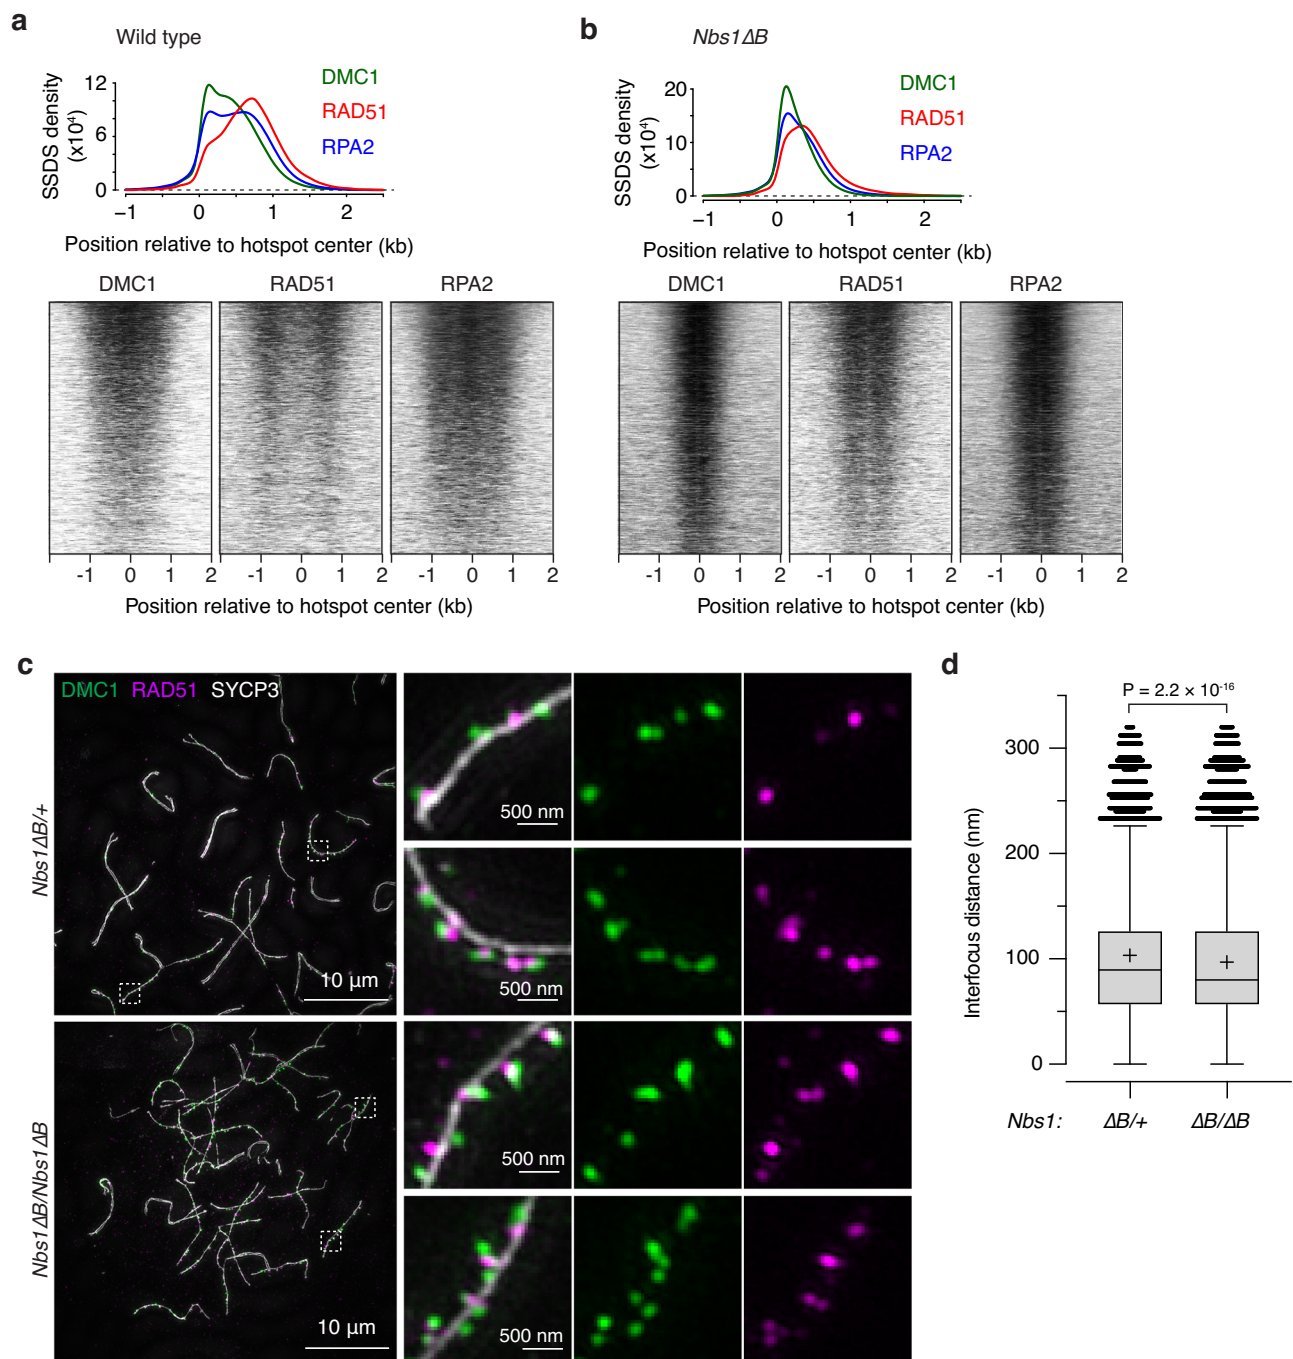 a
Wild type
SSDS density
(x10⁴)
12
6
0
DMC1
RAD51
RPA2
−1 0 1 2
Position relative to hotspot center (kb)
DMC1 RAD51 RPA2
-1 0 1 2 -1 0 1 2 -1 0 1 2
Position relative to hotspot center (kb)
b
Nbs1ΔB
SSDS density
(x10⁴)
20
10
0
DMC1
RAD51
RPA2
−1 0 1 2
Position relative to hotspot center (kb)
DMC1 RAD51 RPA2
-1 0 1 2 -1 0 1 2 -1 0 1 2
Position relative to hotspot center (kb)
c
DMC1 RAD51 SYCP3
Nbs1ΔB/+
10 µm
500 nm
500 nm
Nbs1ΔB/Nbs1ΔB
10 µm
500 nm
500 nm
d
P = 2.2 × 10⁻¹⁶
Interfocus distance (nm)
300
200
100
0
Nbs1: ΔB/+ ΔB/ΔB